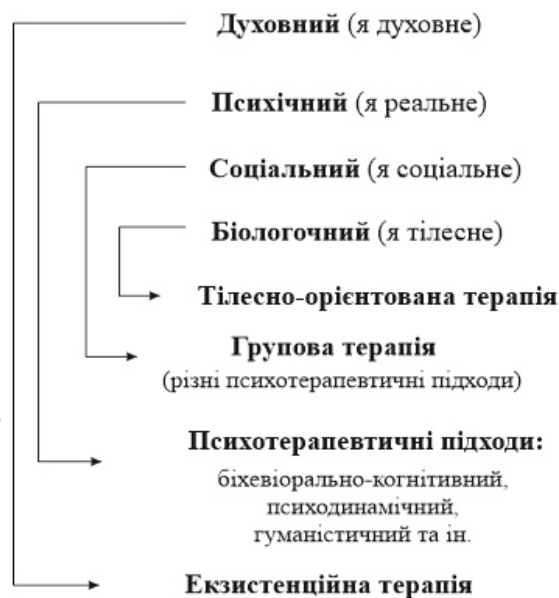 Духовний (я духовне)
Психічний (я реальне)
Соціальний (я соціальне)
Біологочний (я тілесне)
Тілесно-орієнтована терапія
Групова терапія
(різні психотерапевтичні підходи)
Психотерапевтичні підходи:
біхевіорально-когнітивний,
психодинамічний,
гуманістичний та ін.
Екзистенційна терапія